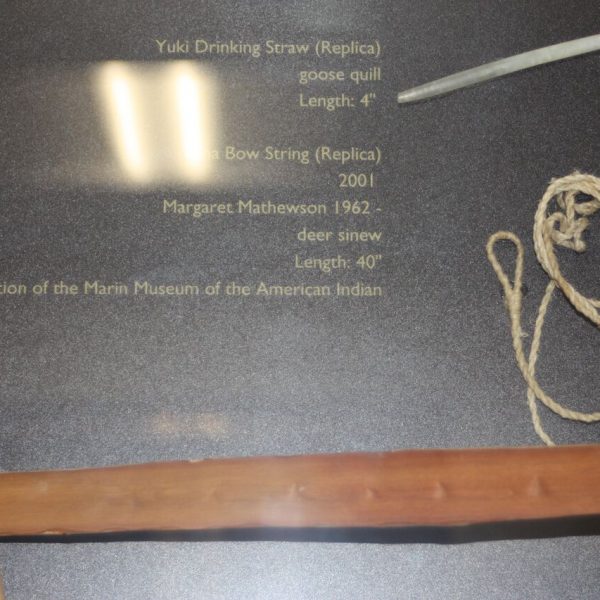 Yuki Drinking Straw (Replica)
goose quill
Length: 4"
Bow String (Replica)
2001
Margaret Mathewson 1962 -
deer sinew
Length: 40"
of the Marin Museum of the American Indian